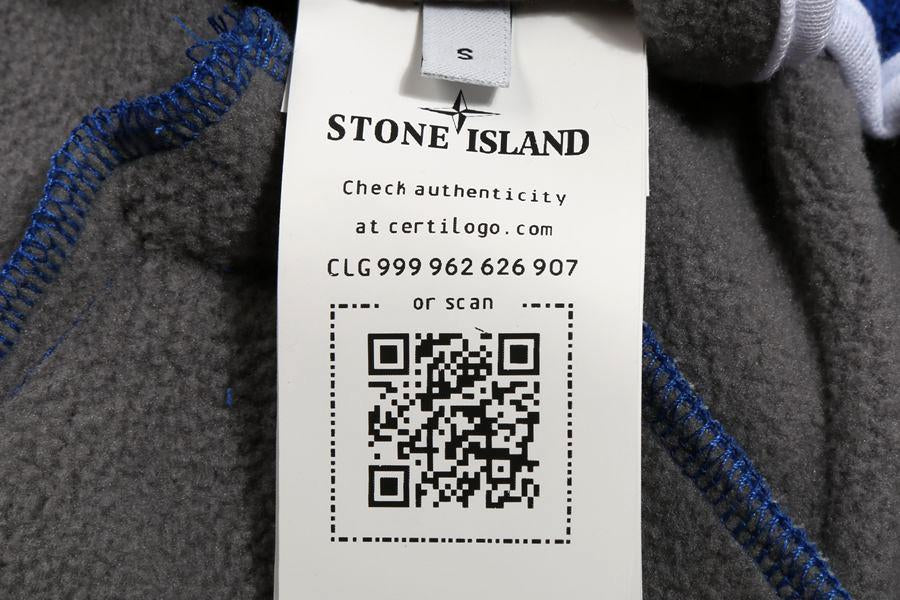 S
STONE ISLAND
Check authenticity
at certilogo.com
CLG 999 962 626 907
or scan